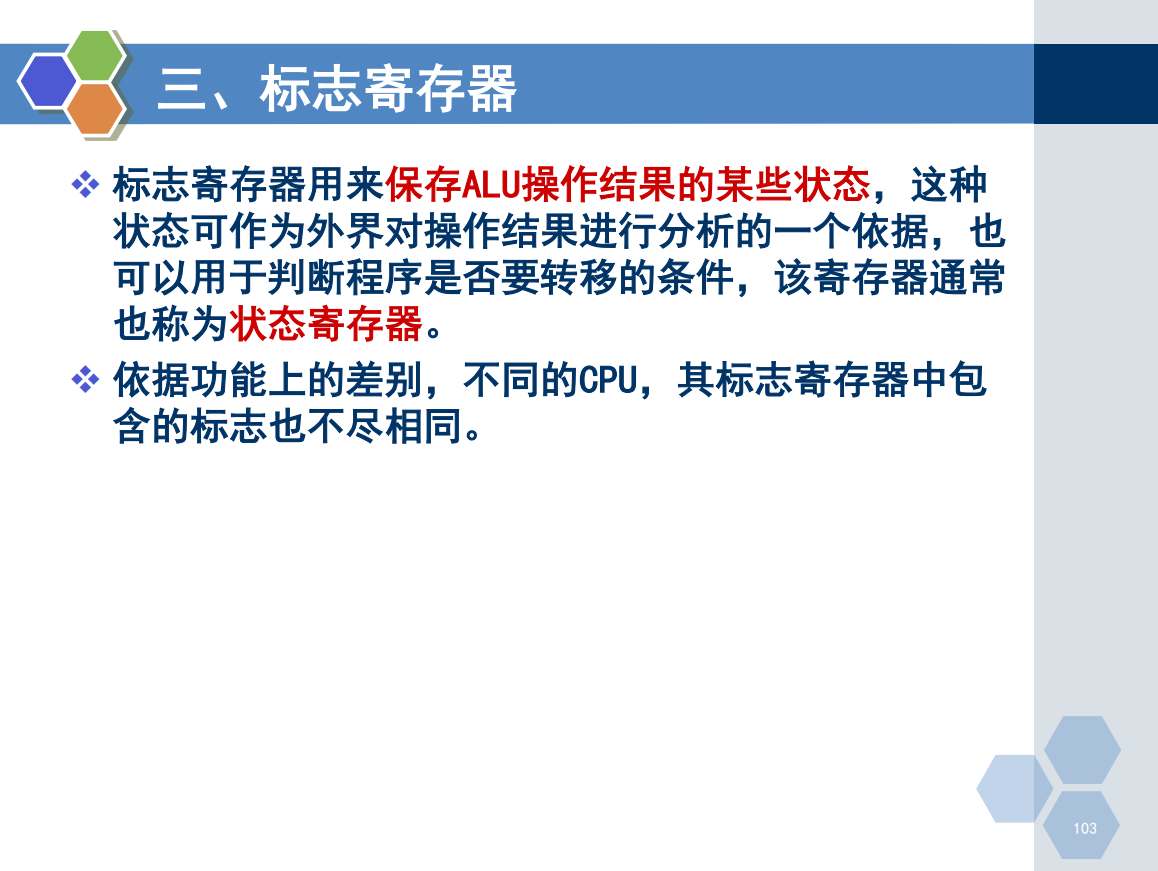 三、标志寄存器
标志寄存器用来保存ALU操作结果的某些状态，这种
状态可作为外界对操作结果进行分析的一个依据，也
可以用于判断程序是否要转移的条件，该寄存器通常
也称为状态寄存器。
依据功能上的差别，不同的CPU，其标志寄存器中包
含的标志也不尽相同。
103